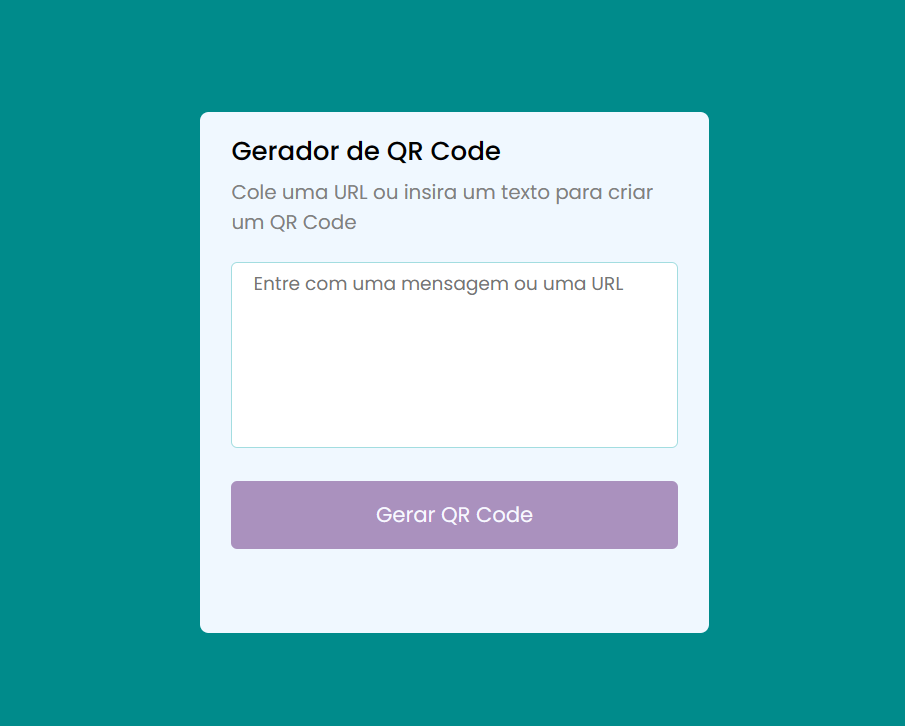 Gerador de QR Code
Cole uma URL ou insira um texto para criar
um QR Code
Entre com uma mensagem ou uma URL
Gerar QR Code